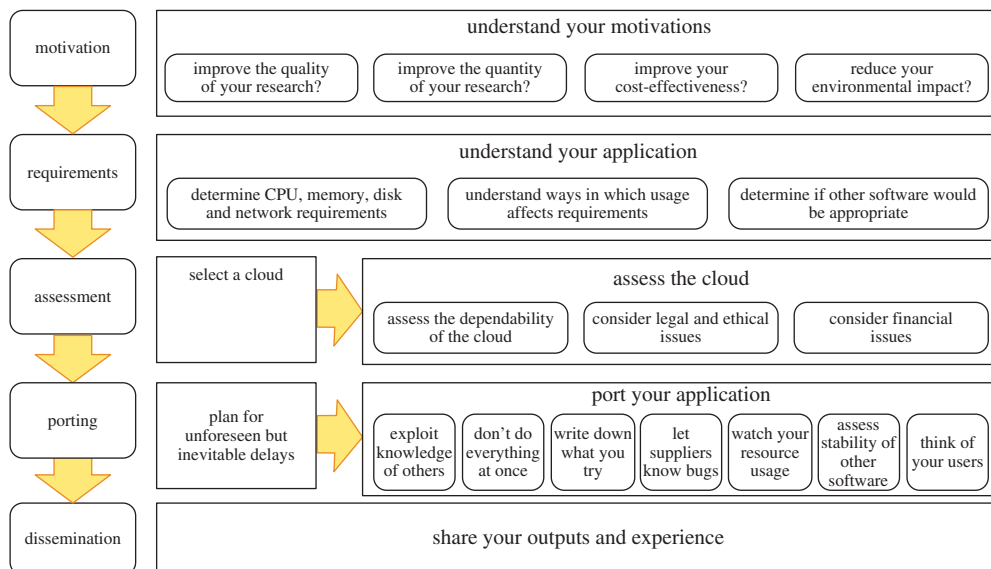 motivation
understand your motivations
improve the quality
of your research?
improve the quantity
of your research?
improve your
cost-effectiveness?
reduce your
environmental impact?
requirements
understand your application
determine CPU, memory, disk
and network requirements
understand ways in which usage
affects requirements
determine if other software would
be appropriate
assessment
select a cloud
assess the cloud
assess the dependability
of the cloud
consider legal and ethical
issues
consider financial
issues
porting
plan for
unforeseen but
inevitable delays
port your application
exploit
knowledge
of others
don’t do
everything
at once
write down
what you
try
let
suppliers
know bugs
watch your
resource
usage
assess
stability of
other
software
think of
your users
dissemination
share your outputs and experience